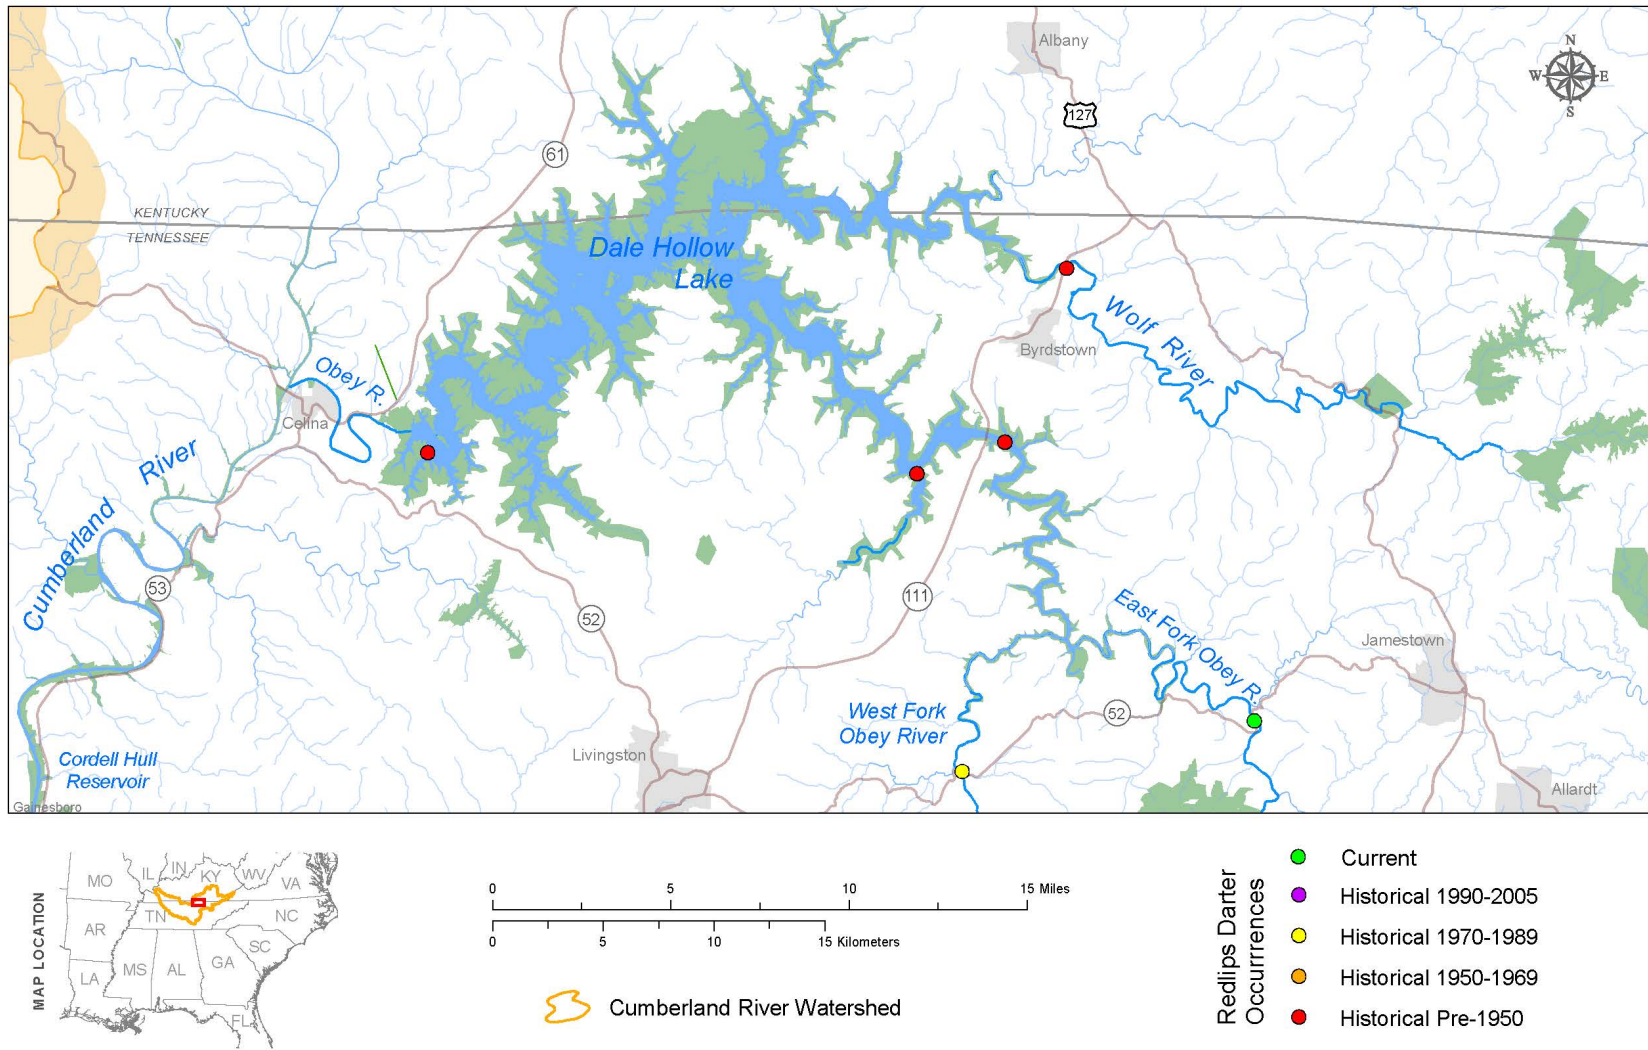 Albany
N
W
E
S
127
61
KENTUCKY
TENNESSEE
Dale Hollow
Lake
Wolf River
Byrdstown
Obey R.
Celina
Cumberland River
53
52
111
East Fork Obey R.
Jamestown
West Fork
Obey River
52
Livingston
Cordell Hull
Reservoir
Gainesboro
Allardt
MAP LOCATION
MO
IL
IN
KY
WV
VA
TN
NC
AR
SC
LA
MS
AL
GA
FL
0 5 10 15 Miles
0 5 10 15 Kilometers
Cumberland River Watershed
Redlips Darter
Occurrrences
Current
Historical 1990-2005
Historical 1970-1989
Historical 1950-1969
Historical Pre-1950